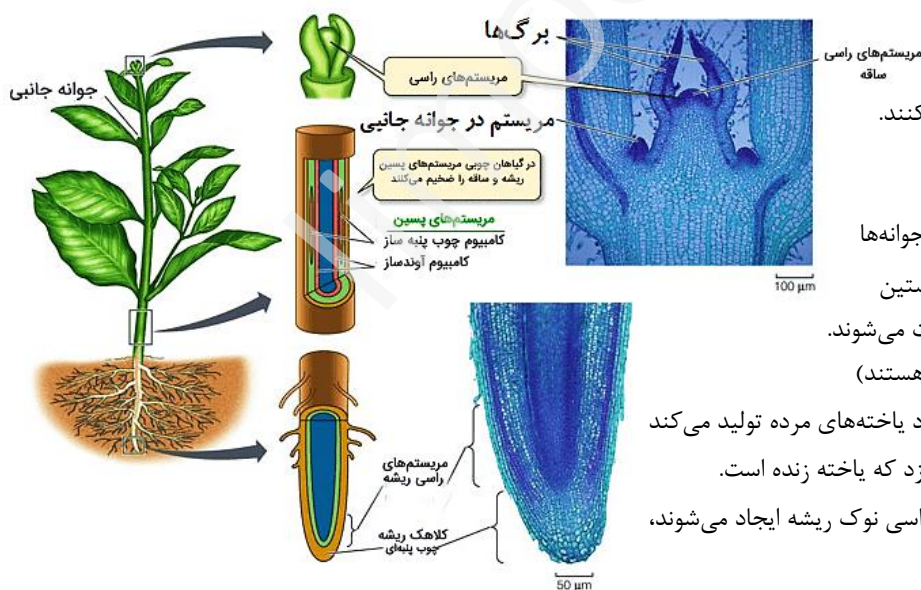 برگ‌ها
مریستم‌های راسی
ساقه
مریستم‌های راسی
جوانه جانبی
مریستم در جوانه جانبی
در گیاهان چوبی مریستم‌های پسین
ریشه و ساقه را ضخیم می‌کنند
مریستم‌های پسین
کامبیوم چوب پنبه ساز
کامبیوم آوندساز
100 µm
کنند.
جوانه‌ها
ستین
ت می‌شوند.
هستند)
د یاخته‌های مرده تولید می‌کند
زد که یاخته زنده است.
اسی نوک ریشه ایجاد می‌شوند،
مریستم‌های
راسی ریشه
کلاهک ریشه
چوب پنبه‌ای
50 µm